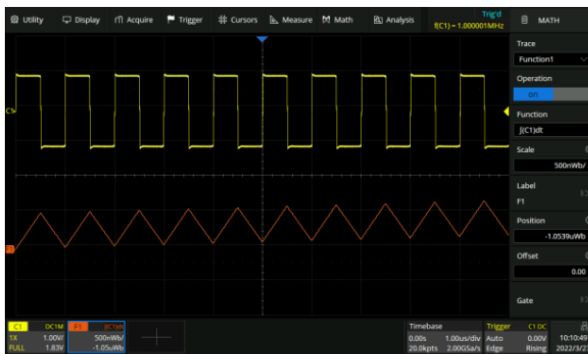 Utility Display Acquire Trigger Cursors Measure Math Analysis
Trig'd
f(C1) = 1.000001MHz
MATH
Trace
Function1
Operation
on
Function
∫(C1)dt
Scale
500nWb/
Label
F1
Position
-1.0539uWb
Offset
0.00
Gate
C1
C1 DC1M
1X 1.00V/
FULL 1.83V
F1 ∫(C1)dt
500nWb/
-1.05uWb
Timebase
0.00s 1.00us/div
20.0kpts 2.00GSa/s
Trigger C1 DC
Auto 0.00V
Edge Rising
10:10:49